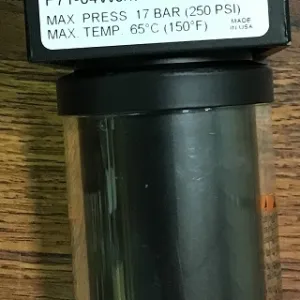 MAX. PRESS. 17 BAR (250 PSI)
MAX. TEMP. 65°C (150°F)
MADE
IN USA